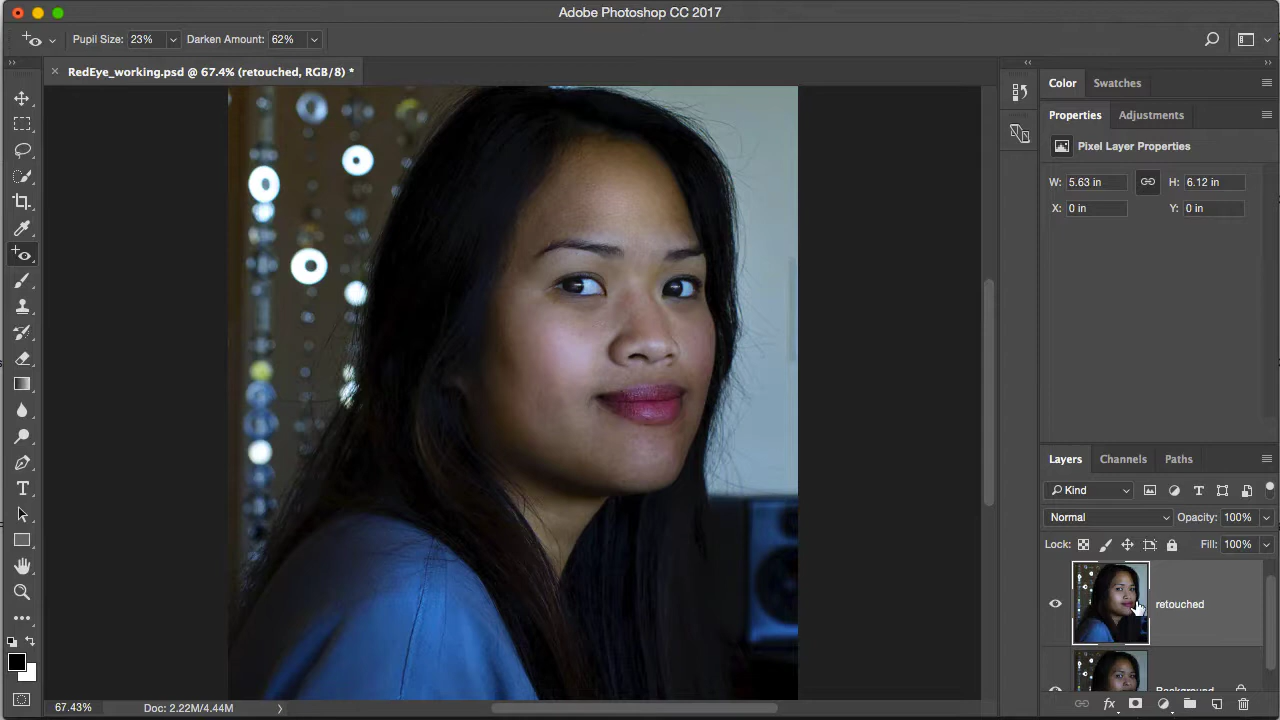 Adobe Photoshop CC 2017
Pupil Size: 23% Darken Amount: 62%
RedEye_working.psd @ 67.4% (retouched, RGB/8) *
Color Swatches
Properties Adjustments
Pixel Layer Properties
W: 5.63 in H: 6.12 in
X: 0 in Y: 0 in
Layers Channels Paths
Kind
Normal Opacity: 100%
Lock: Fill: 100%
retouched
Background
67.43% Doc: 2.22M/4.44M